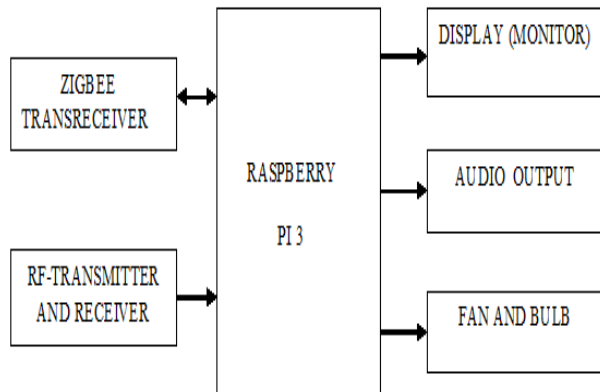 ZIGBEE
TRANSRECEIVER
RF-TRANSMITTER
AND RECEIVER
RASPBERRY
PI 3
DISPLAY (MONITOR)
AUDIO OUTPUT
FAN AND BULB